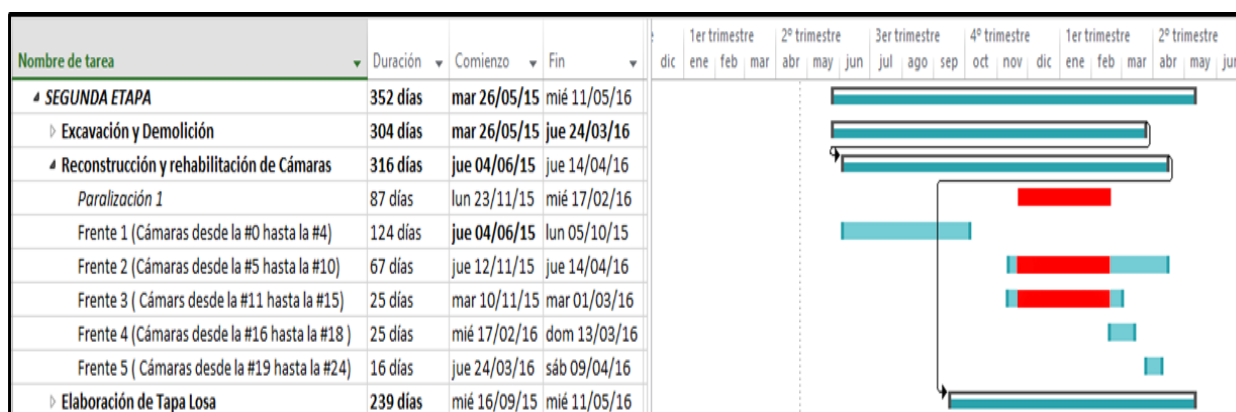 1er trimestre 2º trimestre 3er trimestre 4º trimestre 1er trimestre 2º trimestre
Nombre de tarea Duración Comienzo Fin dic ene feb mar abr may jun jul ago sep oct nov dic ene feb mar abr may jun
SEGUNDA ETAPA 352 días mar 26/05/15 mié 11/05/16
Excavación y Demolición 304 días mar 26/05/15 jue 24/03/16
Reconstrucción y rehabilitación de Cámaras 316 días jue 04/06/15 jue 14/04/16
Paralización 1 87 días lun 23/11/15 mié 17/02/16
Frente 1 (Cámaras desde la #0 hasta la #4) 124 días jue 04/06/15 lun 05/10/15
Frente 2 (Cámaras desde la #5 hasta la #10) 67 días jue 12/11/15 jue 14/04/16
Frente 3 ( Cámars desde la #11 hasta la #15) 25 días mar 10/11/15 mar 01/03/16
Frente 4 (Cámaras desde la #16 hasta la #18 ) 25 días mié 17/02/16 dom 13/03/16
Frente 5 ( Cámaras desde la #19 hasta la #24) 16 días jue 24/03/16 sáb 09/04/16
Elaboración de Tapa Losa 239 días mié 16/09/15 mié 11/05/16